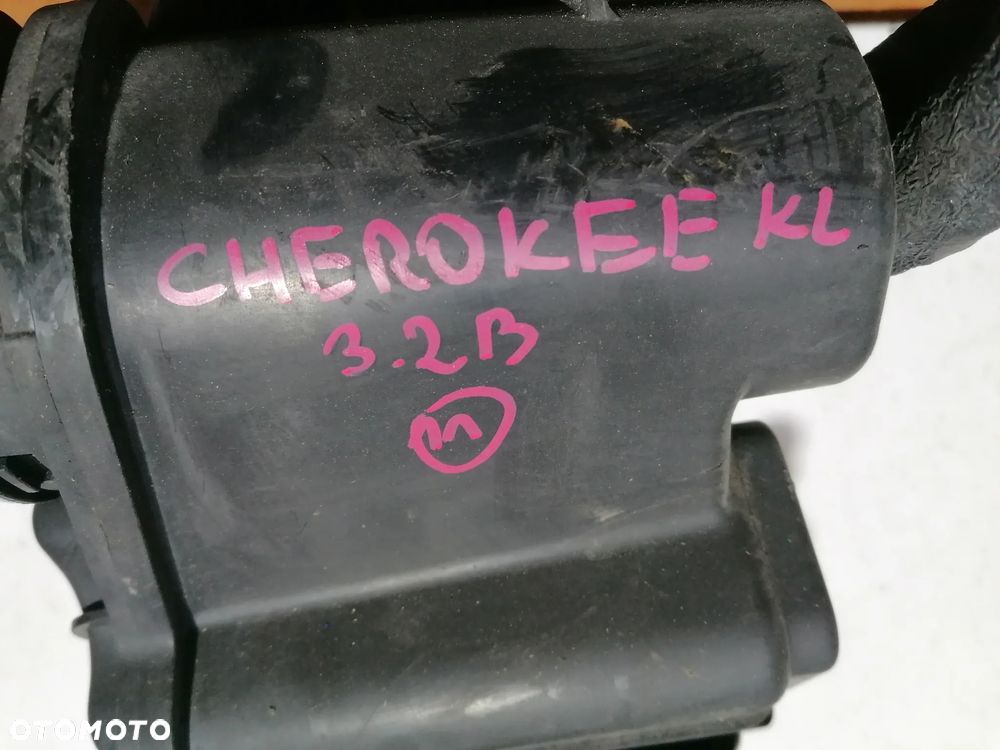 CHEROKEE KL
3.2B
m
OTOMOTO